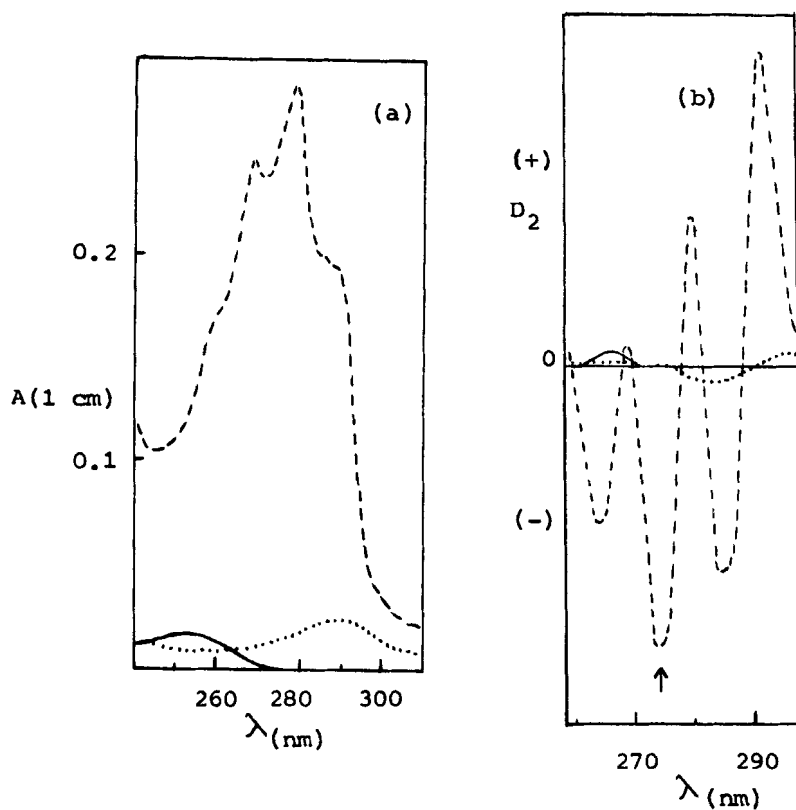 (a)
0.2
A(1 cm)
0.1
260 280 300
λ(nm)
(b)
(+)
D2
0
(-)
270 290
λ(nm)